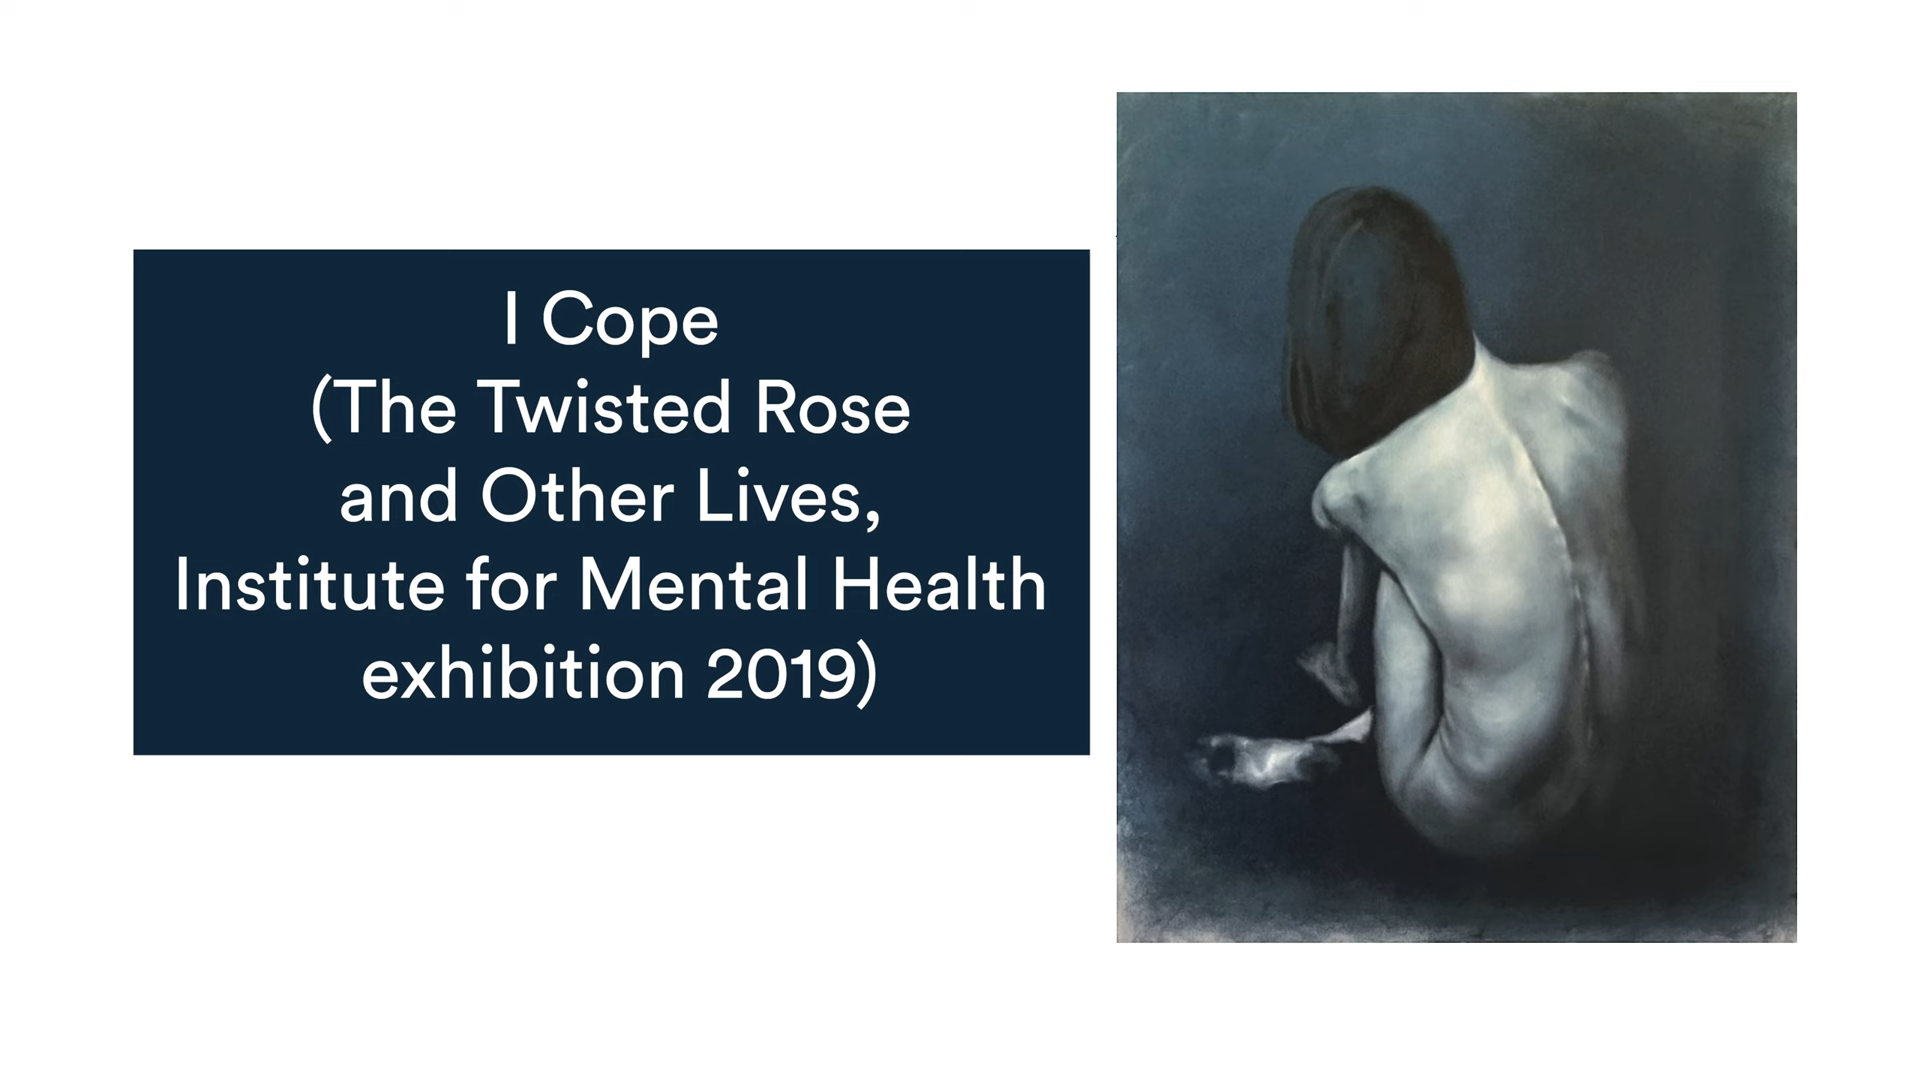 I Cope
(The Twisted Rose
and Other Lives,
Institute for Mental Health
exhibition 2019)